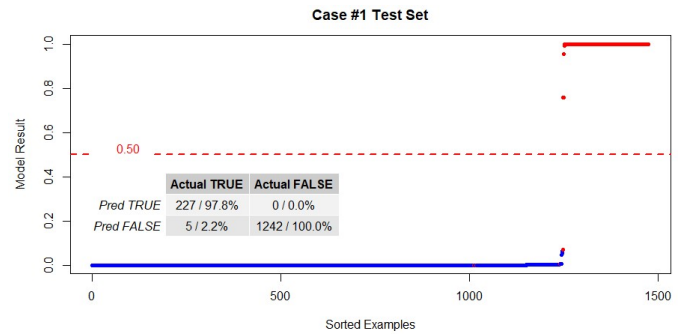 Case #1 Test Set
Model Result
1.0
0.8
0.6
0.4
0.2
0.0
0.50
Actual TRUE Actual FALSE
Pred TRUE 227 / 97.8% 0 / 0.0%
Pred FALSE 5 / 2.2% 1242 / 100.0%
0 500 1000 1500
Sorted Examples